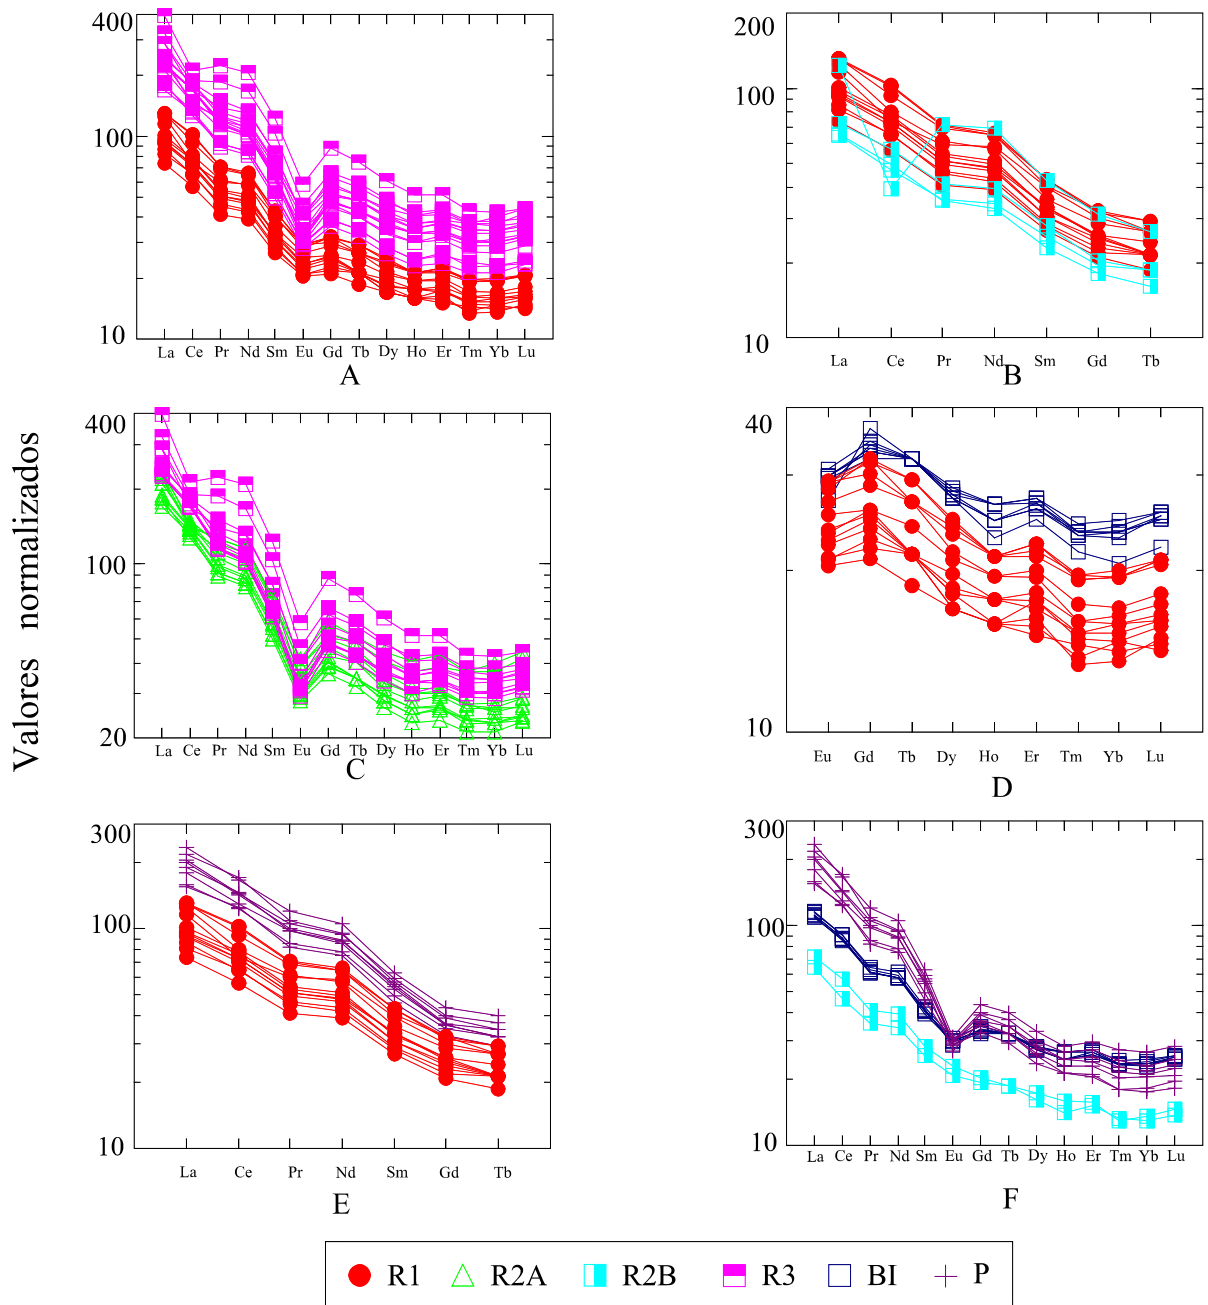 Valores normalizados
400
100
10
La Ce Pr Nd Sm Eu Gd Tb Dy Ho Er Tm Yb Lu
A
200
100
10
La Ce Pr Nd Sm Gd Tb
B
400
100
20
La Ce Pr Nd Sm Eu Gd Tb Dy Ho Er Tm Yb Lu
C
40
20
10
Eu Gd Tb Dy Ho Er Tm Yb Lu
D
300
100
10
La Ce Pr Nd Sm Gd Tb
E
300
100
10
La Ce Pr Nd Sm Eu Gd Tb Dy Ho Er Tm Yb Lu
F
R1 R2A R2B R3 BI P